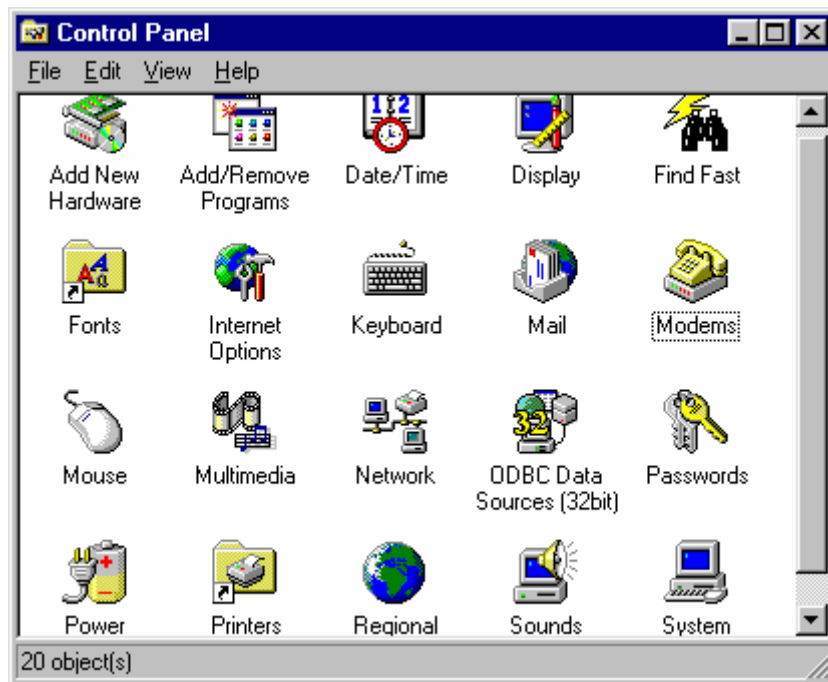 Control Panel
File Edit View Help
Add New Add/Remove Date/Time Display Find Fast
Hardware Programs
Fonts Internet Keyboard Mail Modems
Options
Mouse Multimedia Network ODBC Data Passwords
Sources (32bit)
Power Printers Regional Sounds System
20 object(s)